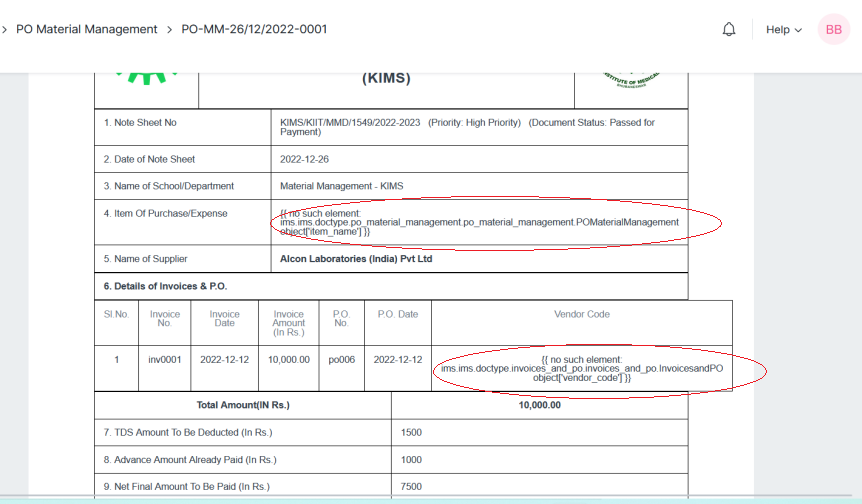 PO Material Management > PO-MM-26/12/2022-0001
Help
BB
(KIMS)
INSTITUTE OF MEDICAL
1. Note Sheet No
KIMS/KIIT/MMD/1549/2022-2023 (Priority: High Priority) (Document Status: Passed for
Payment)
2. Date of Note Sheet
2022-12-26
3. Name of School/Department
Material Management - KIMS
4. Item Of Purchase/Expense
{{ no such element:
ims.ims.doctype.po_material_management.po_material_management.POMaterialManagement
object['item_name'] }}
5. Name of Supplier
Alcon Laboratories (India) Pvt Ltd
6. Details of Invoices & P.O.
Sl.No.
Invoice
No.
Invoice
Date
Invoice
Amount
(In Rs.)
P.O.
No.
P.O. Date
Vendor Code
1
inv0001
2022-12-12
10,000.00
po006
2022-12-12
{{ no such element:
ims.ims.doctype.invoices_and_po.invoices_and_po.InvoicesandPO
object['vendor_code'] }}
Total Amount(IN Rs.)
10,000.00
7. TDS Amount To Be Deducted (In Rs.)
1500
8. Advance Amount Already Paid (In Rs.)
1000
9. Net Final Amount To Be Paid (In Rs.)
7500